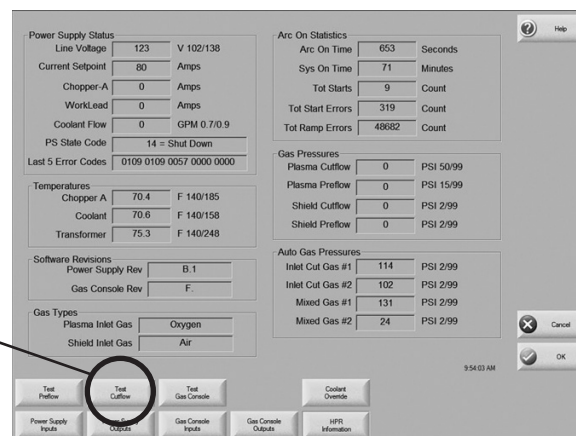 Power Supply Status
Line Voltage 123 V 102/138
Current Setpoint 80 Amps
Chopper-A 0 Amps
WorkLead 0 Amps
Coolant Flow 0 GPM 0.7/0.9
PS State Code 14 = Shut Down
Last 5 Error Codes 0109 0109 0057 0000 0000
Temperatures
Chopper A 70.4 F 140/185
Coolant 70.6 F 140/158
Transformer 75.3 F 140/248
Software Revisions
Power Supply Rev B.1
Gas Console Rev F.
Gas Types
Plasma Inlet Gas Oxygen
Shield Inlet Gas Air
Arc On Statistics
Arc On Time 653 Seconds
Sys On Time 71 Minutes
Tot Starts 9 Count
Tot Start Errors 319 Count
Tot Ramp Errors 48682 Count
Gas Pressures
Plasma Cutflow 0 PSI 50/99
Plasma Preflow 0 PSI 15/99
Shield Cutflow 0 PSI 2/99
Shield Preflow 0 PSI 2/99
Auto Gas Pressures
Inlet Cut Gas #1 114 PSI 2/99
Inlet Cut Gas #2 102 PSI 2/99
Mixed Gas #1 131 PSI 2/99
Mixed Gas #2 24 PSI 2/99
Help
Cancel
OK
9:54:03 AM
Test Preflow
Test Cutflow
Test Gas Console
Coolant Override
Power Supply Inputs
Power Supply Outputs
Gas Console Inputs
Gas Console Outputs
HPR Information